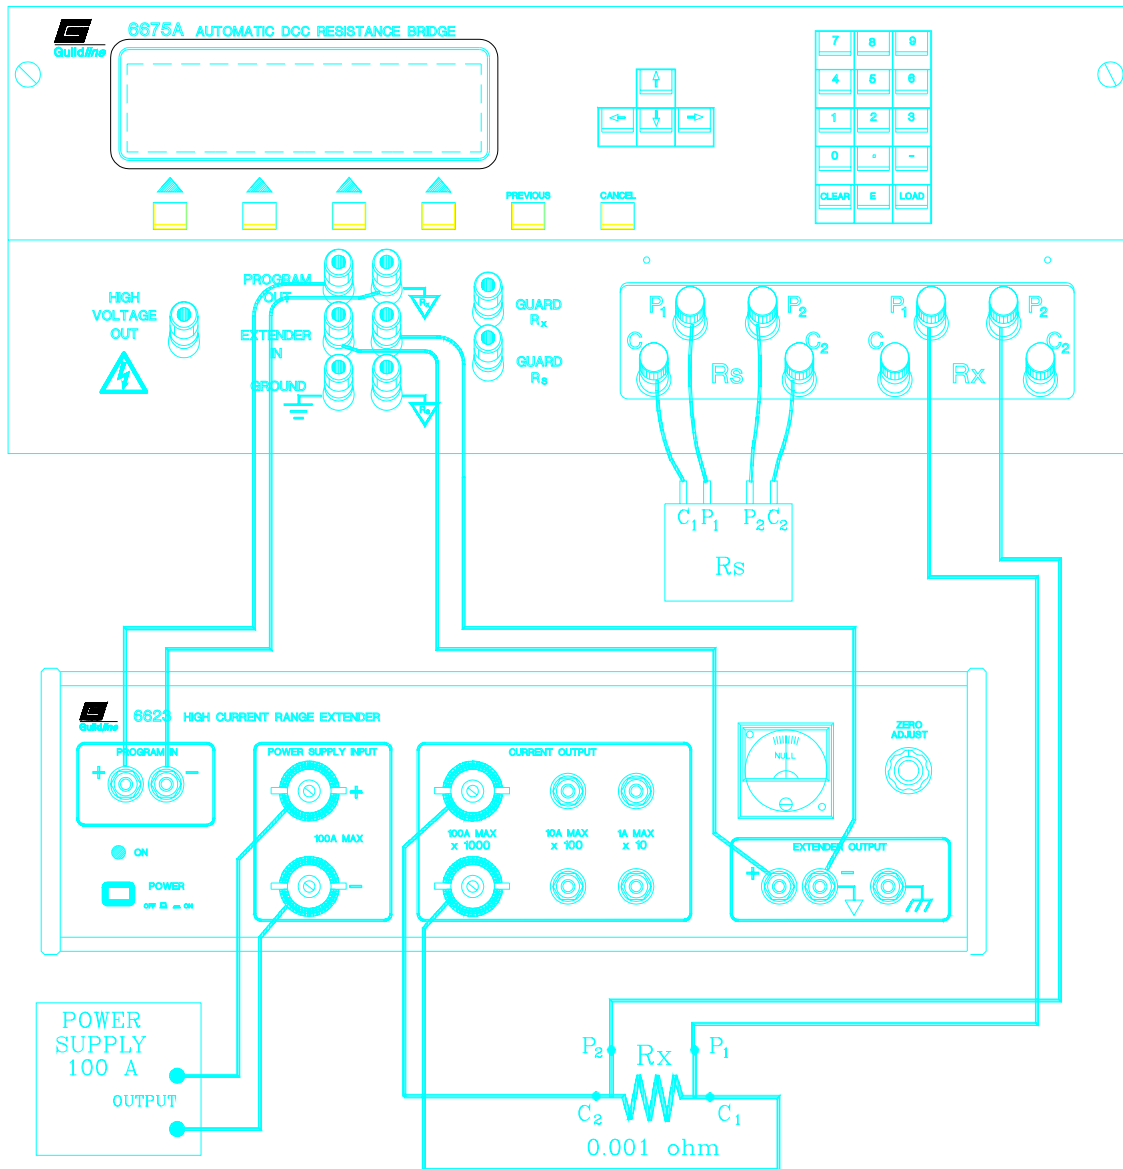 6675A AUTOMATIC DCC RESISTANCE BRIDGE
Guildline
7 8 9
4 5 6
1 2 3
0 . -
CLEAR E LOAD
PREVIOUS
CANCEL
HIGH
VOLTAGE
OUT
PROGRAM
OUT
Rx
EXTENDER
IN
GROUND
Rs
GUARD
Rx
GUARD
Rs
P1 P2
C C2
Rs
P1 P2
C C2
Rx
C1 P1 P2 C2
Rs
Guildline
6623 HIGH CURRENT RANGE EXTENDER
PROGRAM IN
+ -
ON
POWER
OFF ON
POWER SUPPLY INPUT
+
100A MAX
-
CURRENT OUTPUT
100A MAX
x 1000
10A MAX
x 100
1A MAX
x 10
NULL
ZERO
ADJUST
EXTENDER OUTPUT
+ -
POWER
SUPPLY
100 A
OUTPUT
P2 Rx P1
C2 C1
0.001 ohm